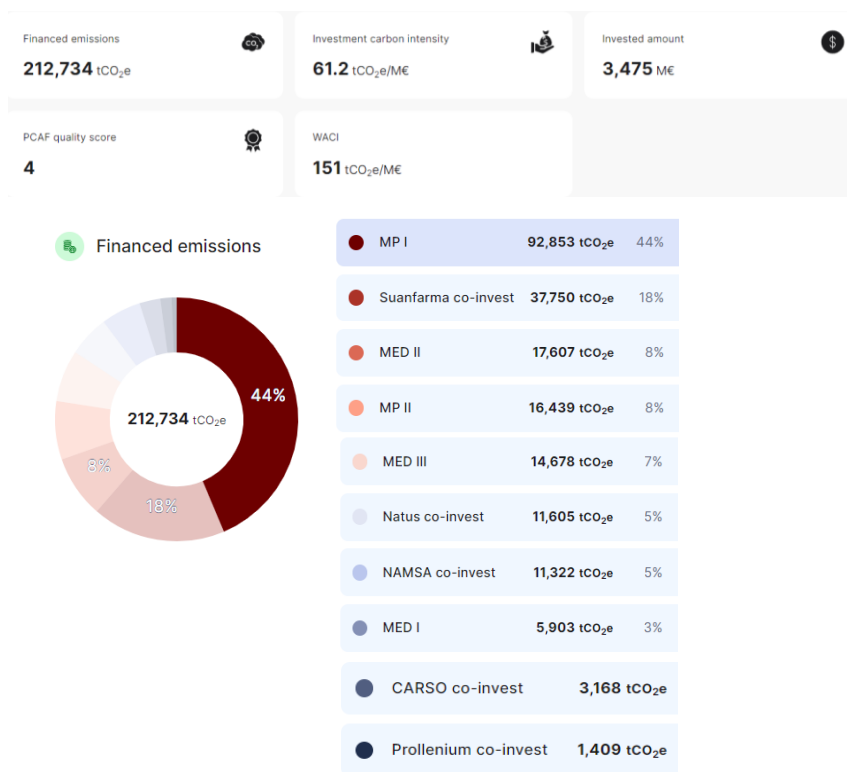 Financed emissions
212,734 tCO₂e
Investment carbon intensity
61.2 tCO₂e/M€
Invested amount
3,475 M€
PCAF quality score
4
WACI
151 tCO₂e/M€
CO₂
$
Financed emissions
44%
18%
8%
212,734 tCO₂e
MP I 92,853 tCO₂e 44%
Suanfarma co-invest 37,750 tCO₂e 18%
MED II 17,607 tCO₂e 8%
MP II 16,439 tCO₂e 8%
MED III 14,678 tCO₂e 7%
Natus co-invest 11,605 tCO₂e 5%
NAMSA co-invest 11,322 tCO₂e 5%
MED I 5,903 tCO₂e 3%
CARSO co-invest 3,168 tCO₂e
Prollenium co-invest 1,409 tCO₂e